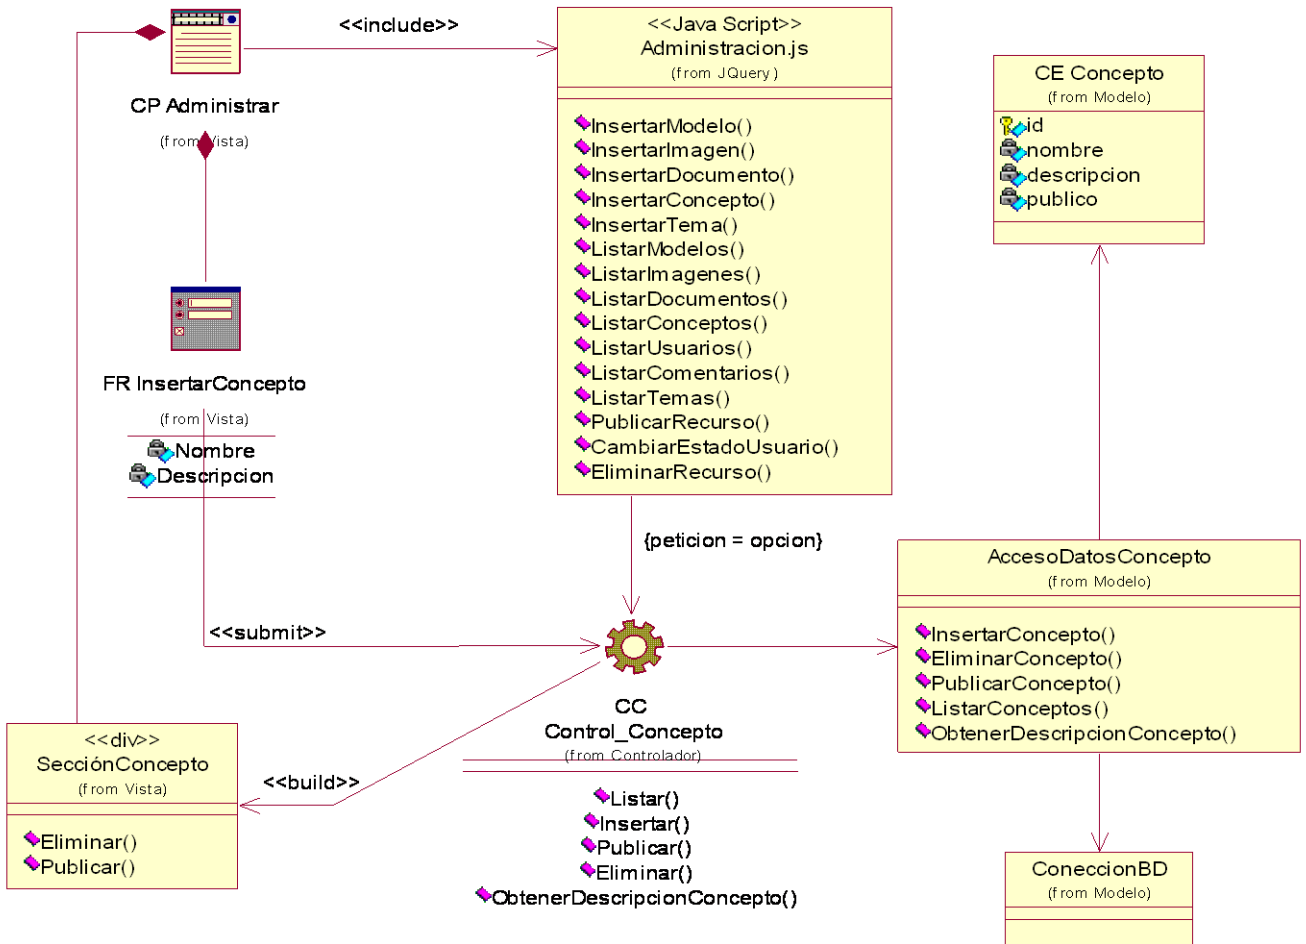 <<include>>
CP Administrar
(from Vista)
<<Java Script>>
Administracion.js
(from JQuery)
InsertarModelo()
InsertarImagen()
InsertarDocumento()
InsertarConcepto()
InsertarTema()
ListarModelos()
ListarImagenes()
ListarDocumentos()
ListarConceptos()
ListarUsuarios()
ListarComentarios()
ListarTemas()
PublicarRecurso()
CambiarEstadoUsuario()
EliminarRecurso()
CE Concepto
(from Modelo)
id
nombre
descripcion
publico
FR InsertarConcepto
(from Vista)
Nombre
Descripcion
{peticion = opcion}
<<submit>>
AccesoDatosConcepto
(from Modelo)
InsertarConcepto()
EliminarConcepto()
PublicarConcepto()
ListarConceptos()
ObtenerDescripcionConcepto()
CC
Control_Concepto
(from Controlador)
Listar()
Insertar()
Publicar()
Eliminar()
ObtenerDescripcionConcepto()
<<build>>
<<div>>
SecciónConcepto
(from Vista)
Eliminar()
Publicar()
ConeccionBD
(from Modelo)